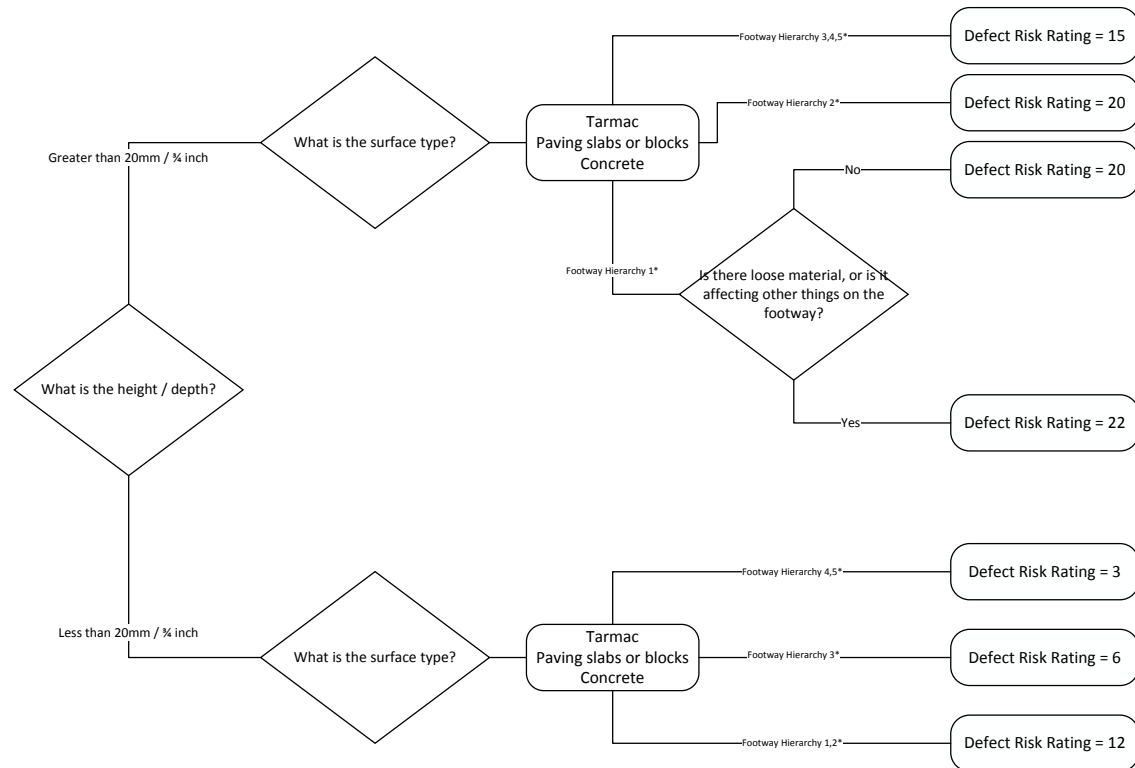 Footway Hierarchy 3,4,5*
Defect Risk Rating = 15
What is the surface type?
Tarmac
Paving slabs or blocks
Concrete
Footway Hierarchy 2*
Defect Risk Rating = 20
Greater than 20mm / ¾ inch
No
Defect Risk Rating = 20
Footway Hierarchy 1*
Is there loose material, or is it
affecting other things on the
footway?
What is the height / depth?
Yes
Defect Risk Rating = 22
Footway Hierarchy 4,5*
Defect Risk Rating = 3
Less than 20mm / ¾ inch
What is the surface type?
Tarmac
Paving slabs or blocks
Concrete
Footway Hierarchy 3*
Defect Risk Rating = 6
Footway Hierarchy 1,2*
Defect Risk Rating = 12